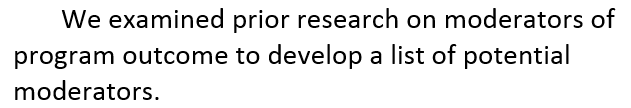 We examined prior research on moderators of
program outcome to develop a list of potential
moderators.